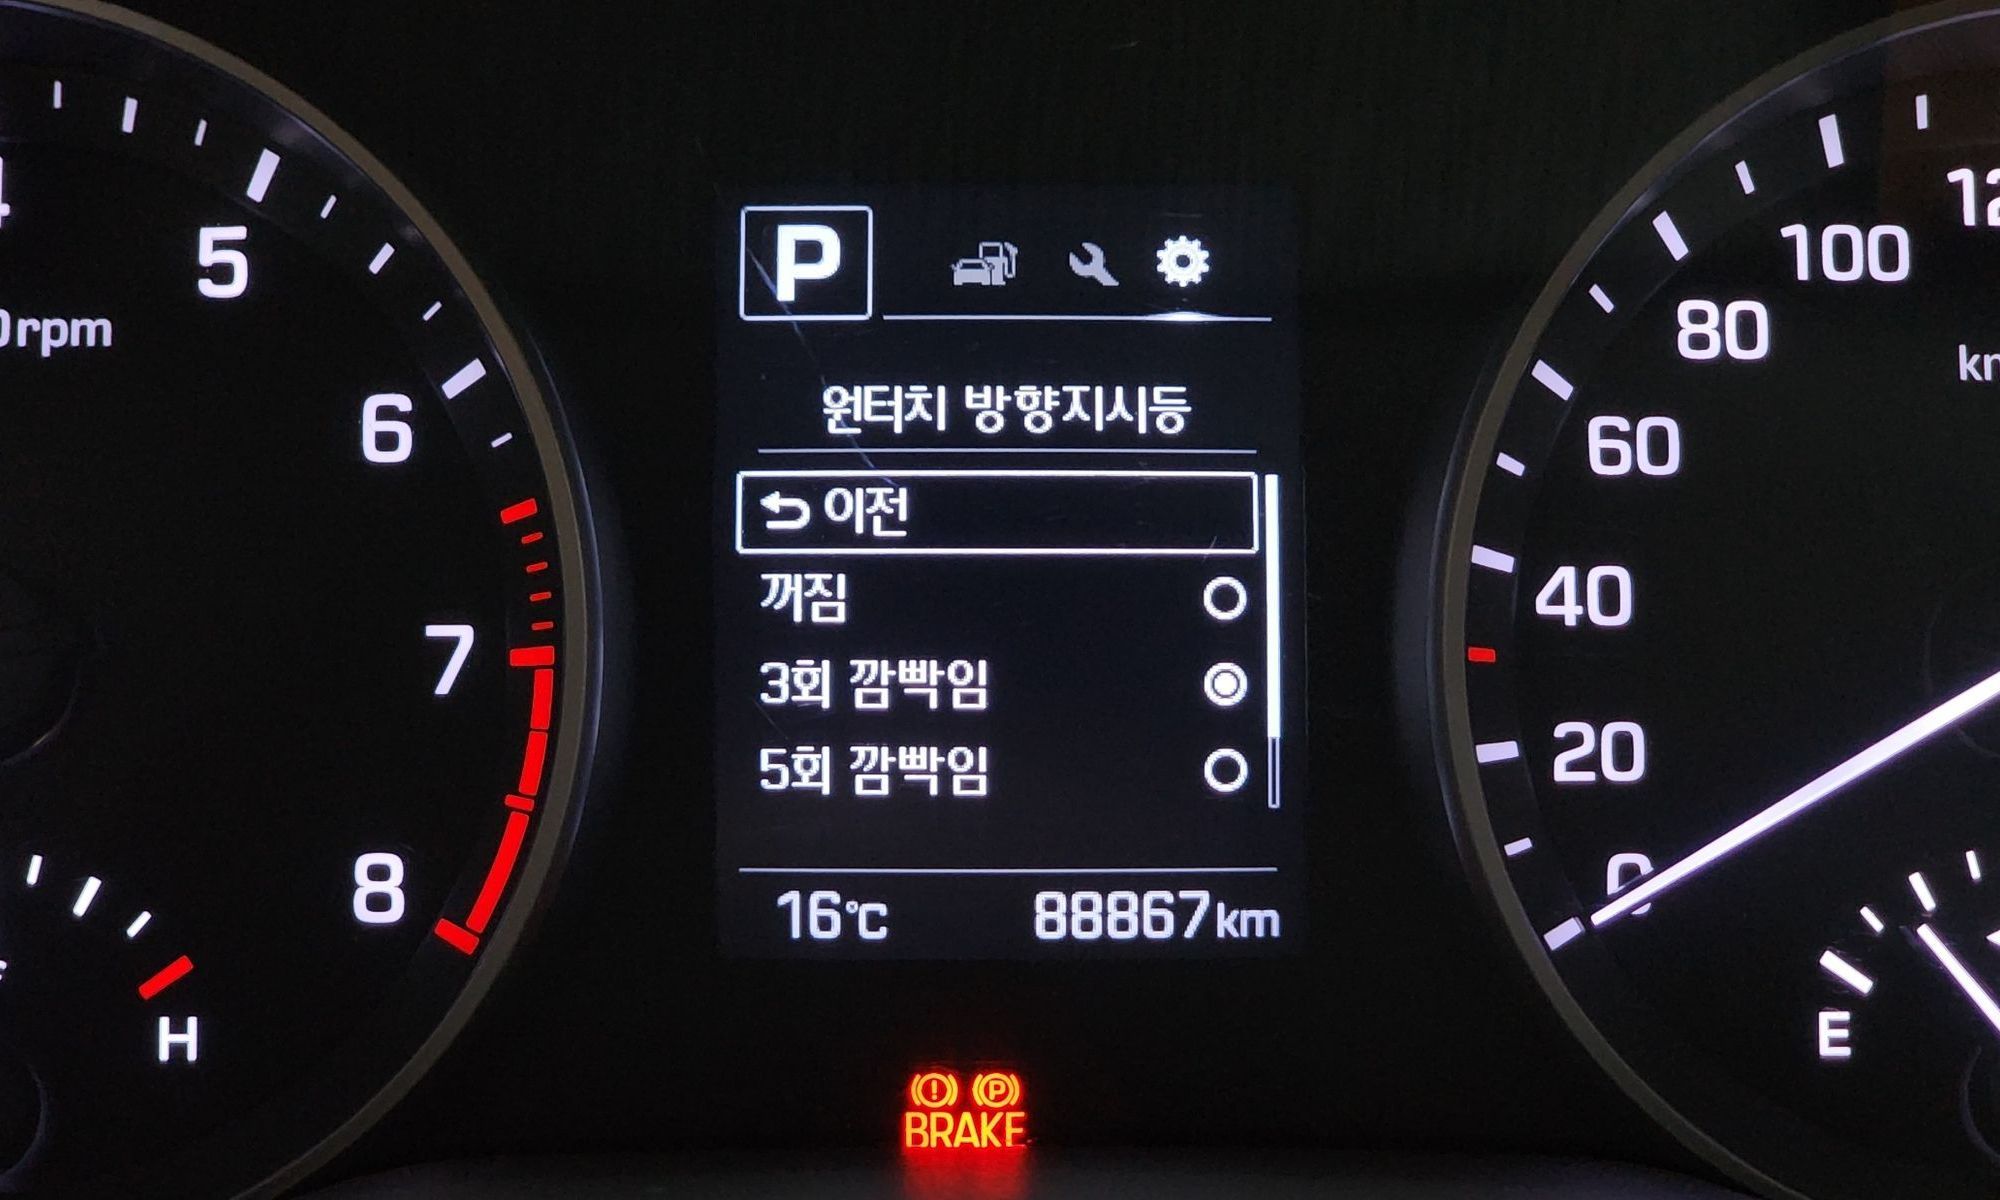 P
원터치 방향지시등
이전
꺼짐
3회 깜빡임
5회 깜빡임
16℃ 88867km
5
rpm
6
7
8
H
100
80
60
40
20
0
E
P
BRAKE